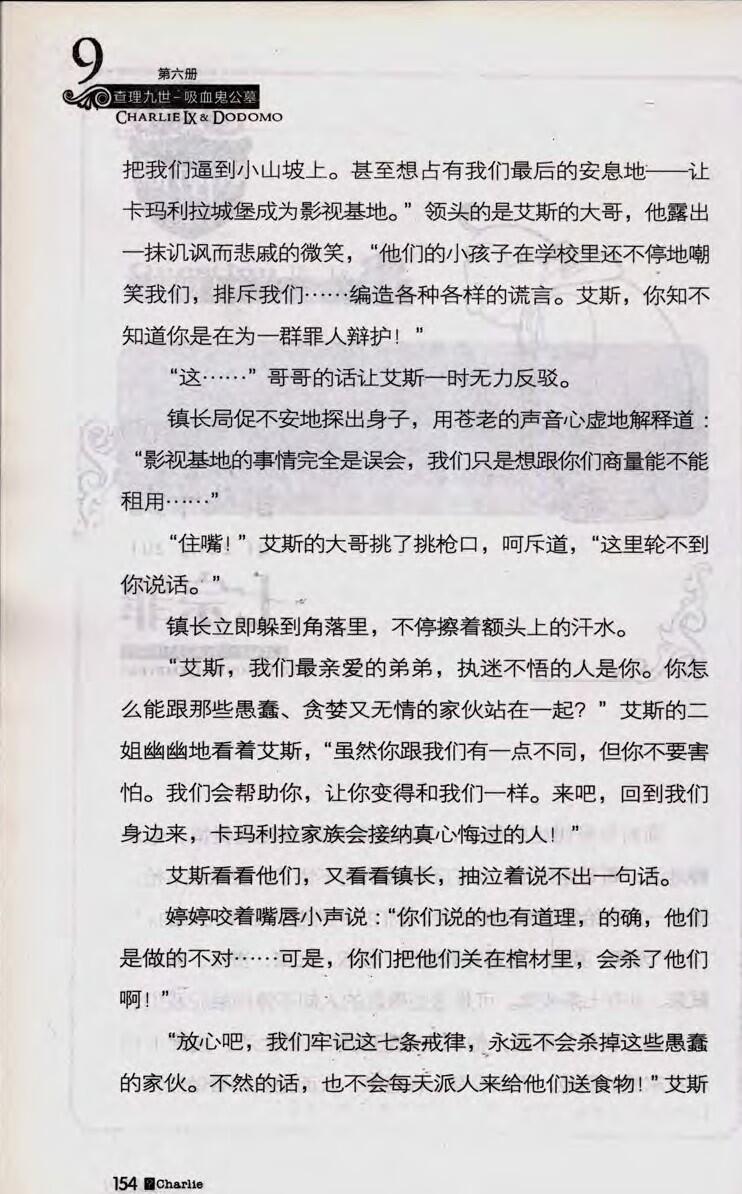 9
第六册
查理九世-吸血鬼公墓
CHARLIE IX & DODOMO
把我们逼到小山坡上。甚至想占有我们最后的安息地——让
卡玛利拉城堡成为影视基地。”领头的是艾斯的大哥，他露出
一抹讥讽而悲戚的微笑，“他们的小孩子在学校里还不停地嘲
笑我们，排斥我们……编造各种各样的谎言。艾斯，你知不
知道你是在为一群罪人辩护！”
“这……”哥哥的话让艾斯一时无力反驳。
镇长局促不安地探出身子，用苍老的声音心虚地解释道：
“影视基地的事情完全是误会，我们只是想跟你们商量能不能
租用……”
“住嘴！”艾斯的大哥挑了挑枪口，呵斥道，“这里轮不到
你说话。”
镇长立即躲到角落里，不停擦着额头上的汗水。
“艾斯，我们最亲爱的弟弟，执迷不悟的人是你。你怎
么能跟那些愚蠢、贪婪又无情的家伙站在一起？”艾斯的二
姐幽幽地看着艾斯，“虽然你跟我们有一点不同，但你不要害
怕。我们会帮助你，让你变得和我们一样。来吧，回到我们
身边来，卡玛利拉家族会接纳真心悔过的人！”
艾斯看看他们，又看看镇长，抽泣着说不出一句话。
婷婷咬着嘴唇小声说：“你们说的也有道理，的确，他们
是做的不对……可是，你们把他们关在棺材里，会杀了他们
啊！”
“放心吧，我们牢记这七条戒律，永远不会杀掉这些愚蠢
的家伙。不然的话，也不会每天派人来给他们送食物！”艾斯
154 ? Charlie